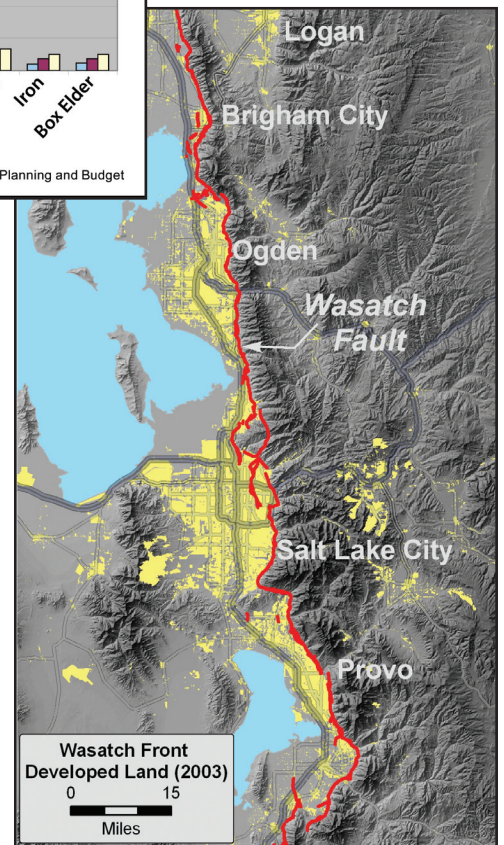 Iron
Box Elder
Planning and Budget
Logan
Brigham City
Ogden
Wasatch
Fault
Salt Lake City
Provo
Wasatch Front
Developed Land (2003)
0 15
Miles